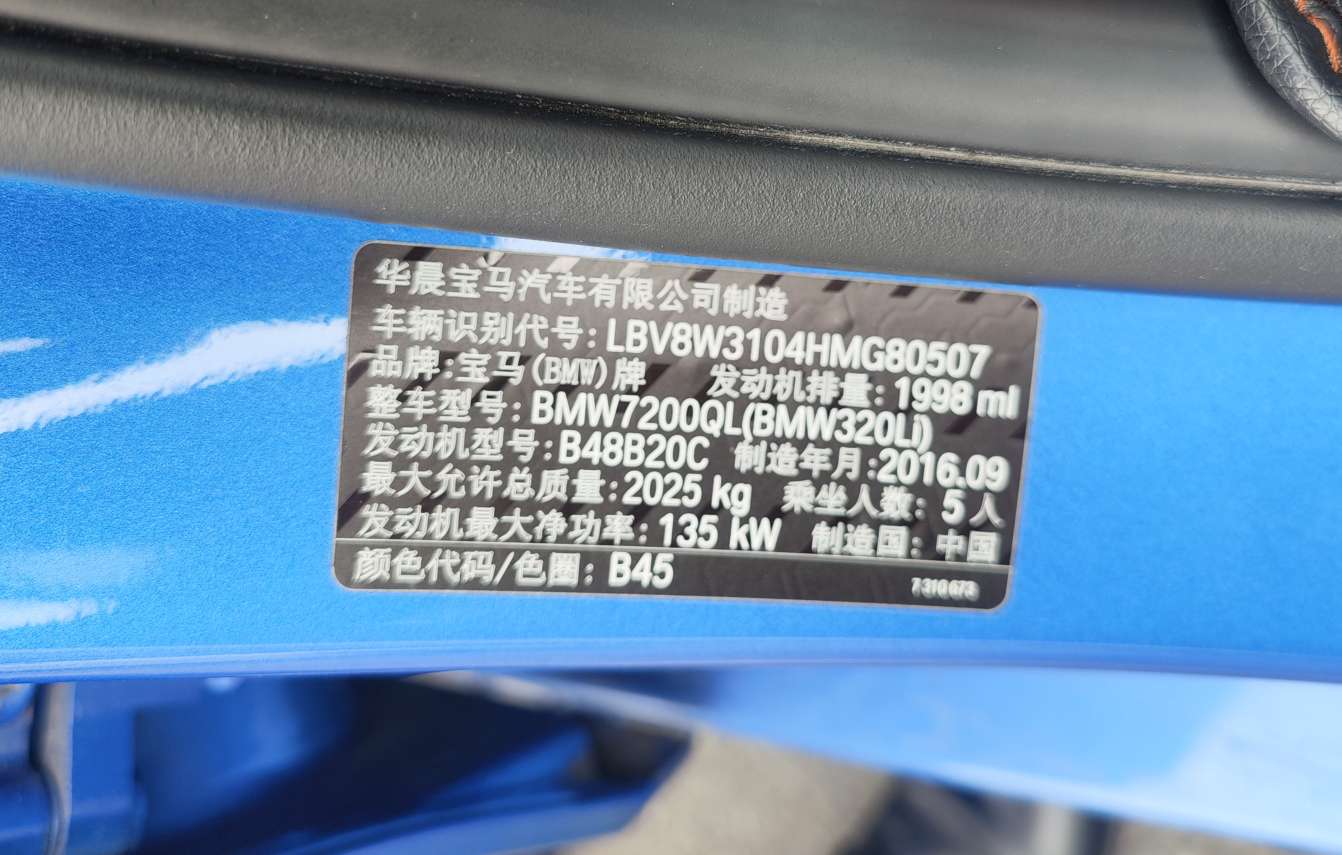 华晨宝马汽车有限公司制造
车辆识别代号: LBV8W3104HMG80507
品牌:宝马(BMW)牌 发动机排量: 1998 ml
整车型号: BMW7200QL(BMW320Li)
发动机型号: B48B20C 制造年月:2016.09
最大允许总质量: 2025 kg 乘坐人数: 5人
发动机最大净功率: 135 kW 制造国: 中国
颜色代码/色圈: B45 7310673